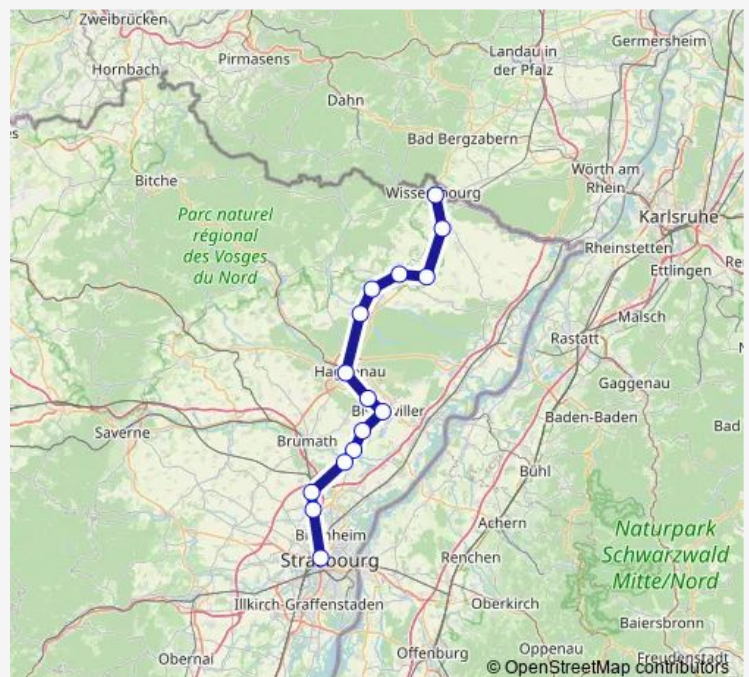 Zweibrücken
Germersheim
Landau in
der Pfalz
Pirmasens
Hornbach
Dahn
Bad Bergzabern
Wörth am
Rhein
Bitche
Parc naturel
régional
des Vosges
du Nord
Karlsruhe
Rheinstetten
Ettlingen
Malsch
Rastatt
Gaggenau
Baden-Baden
Bad
Saverne
Brumath
Bühl
Achern
Naturpark
Schwarzwald
Mitte/Nord
Renchen
Illkirch-Graffenstaden
Oberkirch
Baiersbronn
Obernai
Offenburg
Oppenau
Freudenstadt
© OpenStreetMap contributors